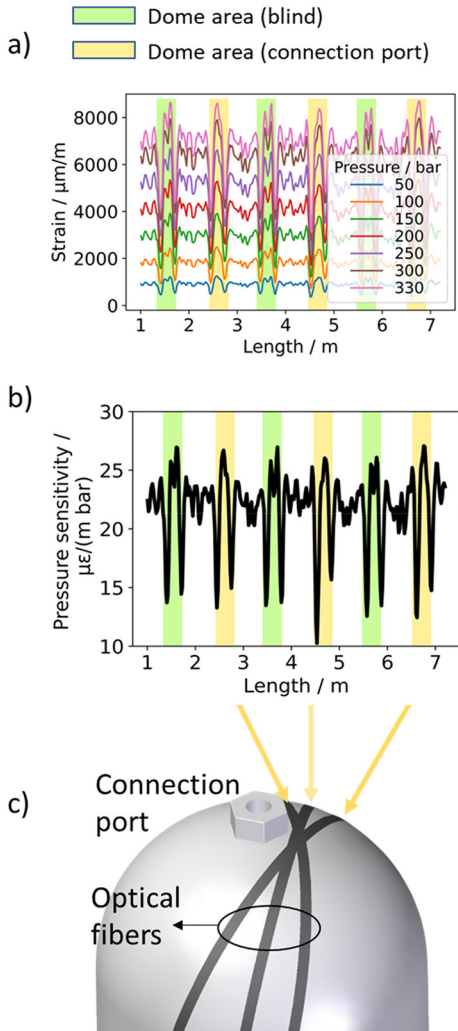 Dome area (blind)
a)
Dome area (connection port)
8000
6000
4000
2000
0
Strain / μm/m
Pressure / bar
50
100
150
200
250
300
330
1 2 3 4 5 6 7
Length / m
b)
30
25
20
15
10
Pressure sensitivity /
με/(m bar)
1 2 3 4 5 6 7
Length / m
c)
Connection
port
Optical
fibers